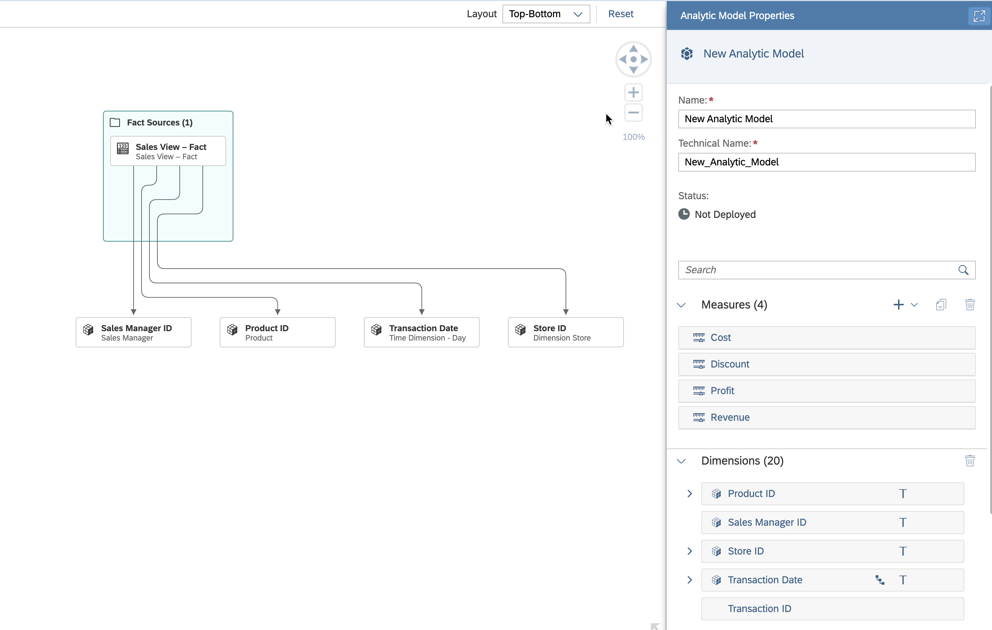 Layout Top-Bottom Reset
100%
Fact Sources (1)
Sales View – Fact
Sales View – Fact
Sales Manager ID
Sales Manager
Product ID
Product
Transaction Date
Time Dimension - Day
Store ID
Dimension Store
Analytic Model Properties
New Analytic Model
Name:*
New Analytic Model
Technical Name:*
New_Analytic_Model
Status:
Not Deployed
Search
Measures (4)
Cost
Discount
Profit
Revenue
Dimensions (20)
Product ID T
Sales Manager ID T
Store ID T
Transaction Date T
Transaction ID